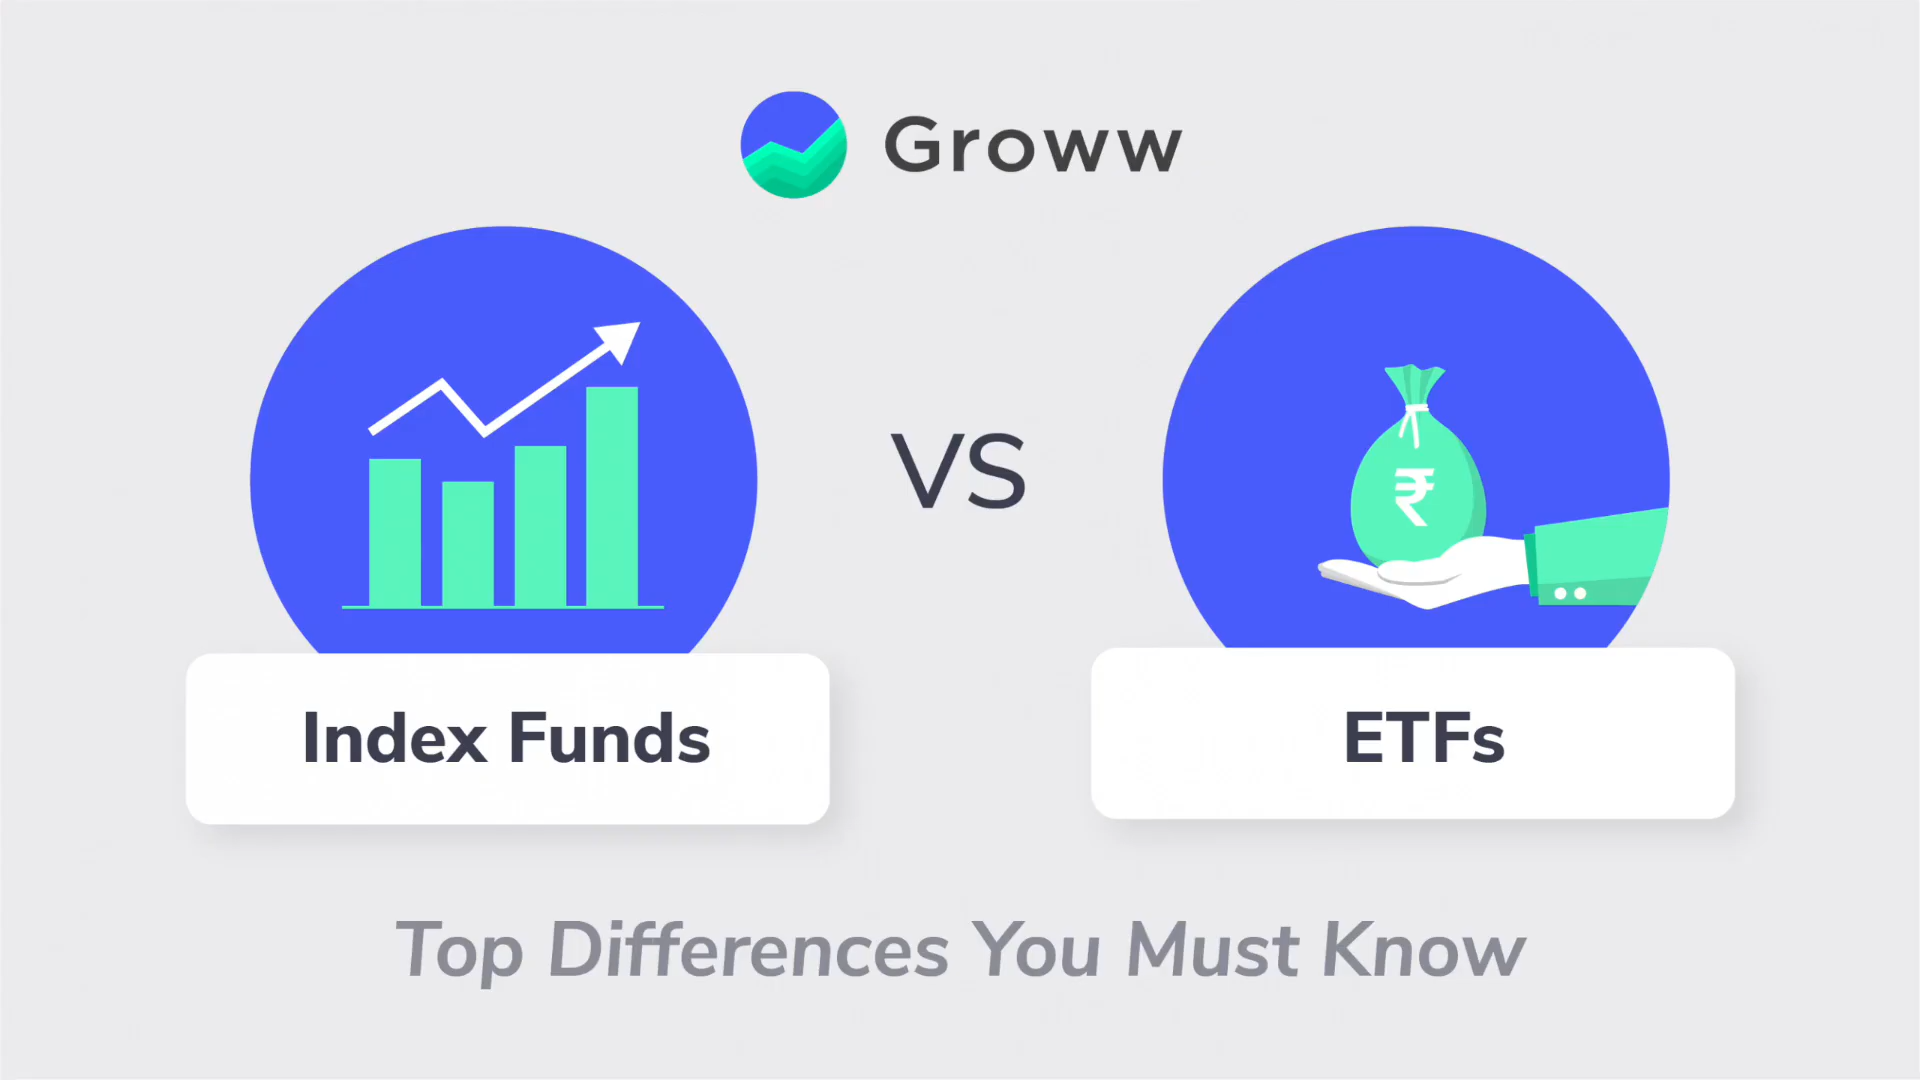 Groww
VS
₹
Index Funds
ETFs
Top Differences You Must Know